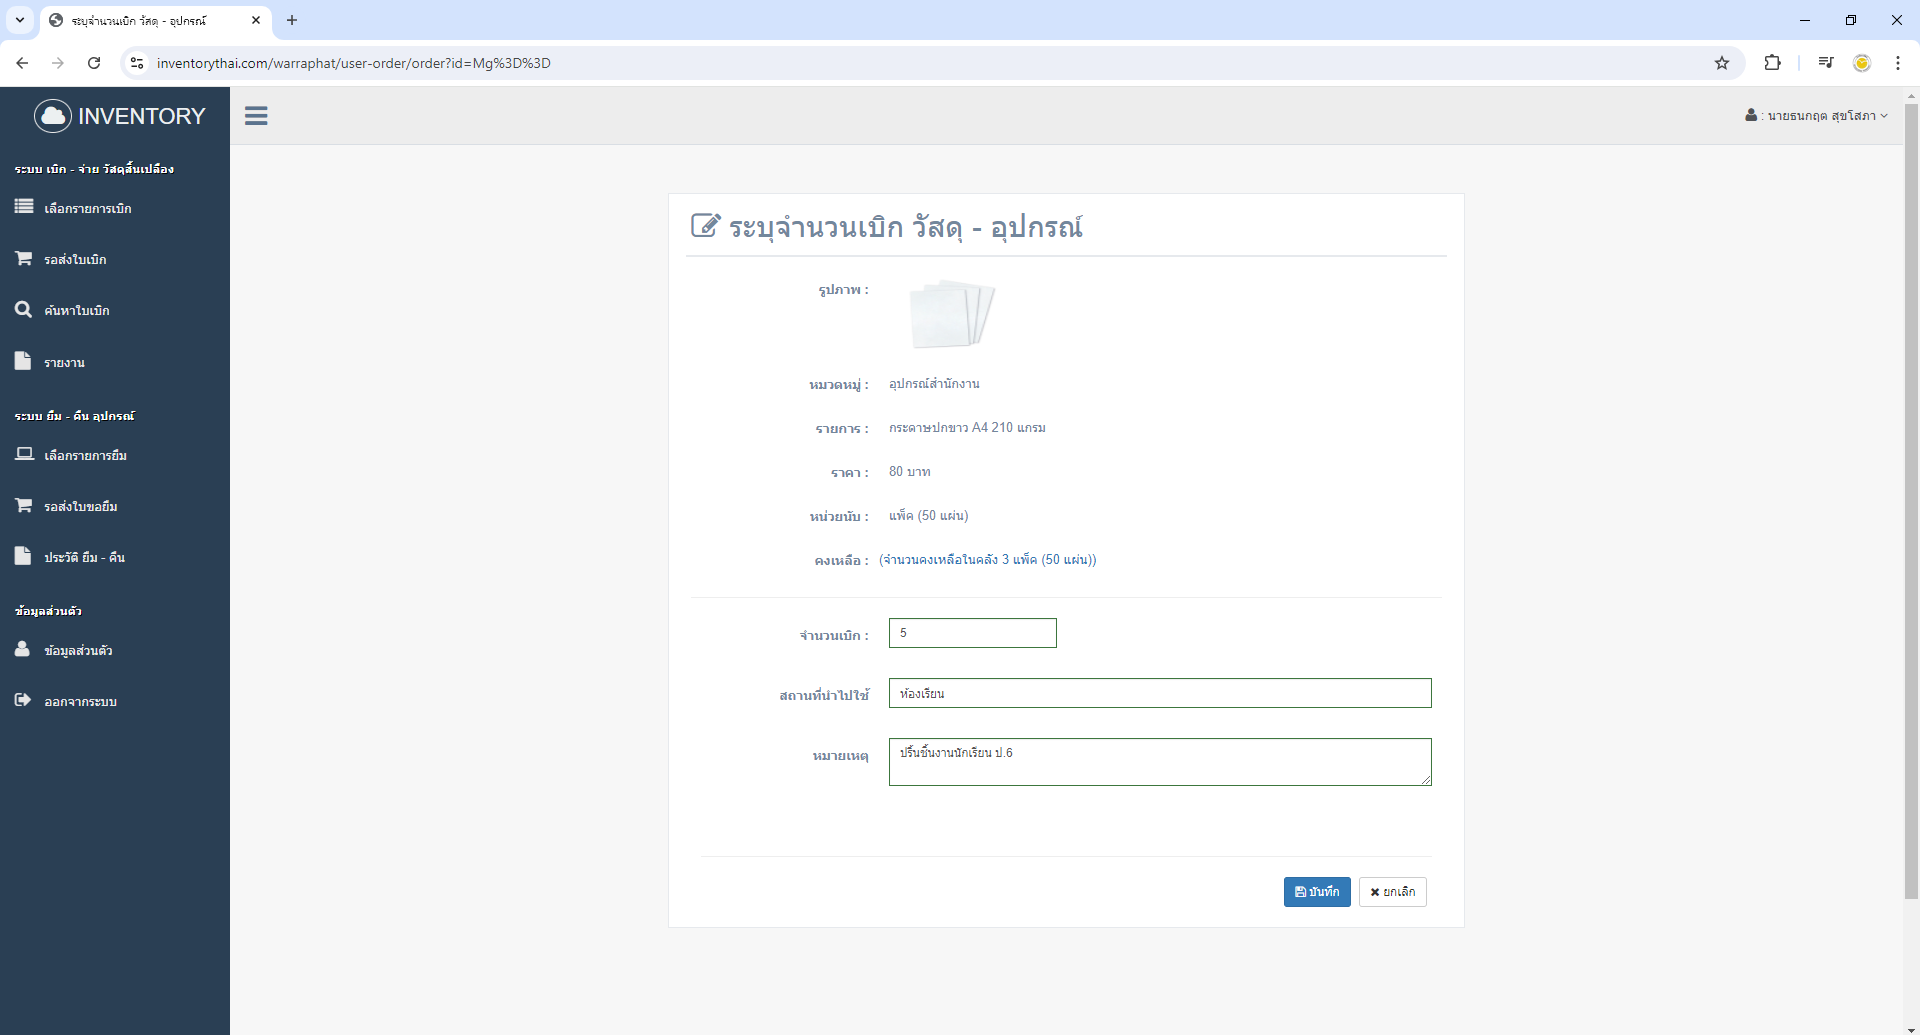 ระบุจำนวนเบิก วัสดุ - อุปกรณ์
inventorythai.com/warraphat/user-order/order?id=Mg%3D%3D
INVENTORY
: นายธนกฤต สุขโสภา
ระบบ เบิก - จ่าย วัสดุสิ้นเปลือง
เลือกรายการเบิก
รอส่งใบเบิก
ค้นหาใบเบิก
รายงาน
ระบบ ยืม - คืน อุปกรณ์
เลือกรายการยืม
รอส่งใบขอยืม
ประวัติ ยืม - คืน
ข้อมูลส่วนตัว
ข้อมูลส่วนตัว
ออกจากระบบ
ระบุจำนวนเบิก วัสดุ - อุปกรณ์
รูปภาพ :
หมวดหมู่ : อุปกรณ์สำนักงาน
รายการ : กระดาษปกขาว A4 210 แกรม
ราคา : 80 บาท
หน่วยนับ : แพ็ค (50 แผ่น)
คงเหลือ : (จำนวนคงเหลือในคลัง 3 แพ็ค (50 แผ่น))
จำนวนเบิก : 5
สถานที่นำไปใช้ ห้องเรียน
หมายเหตุ ปริ้นชิ้นงานนักเรียน ป.6
บันทึก ยกเลิก